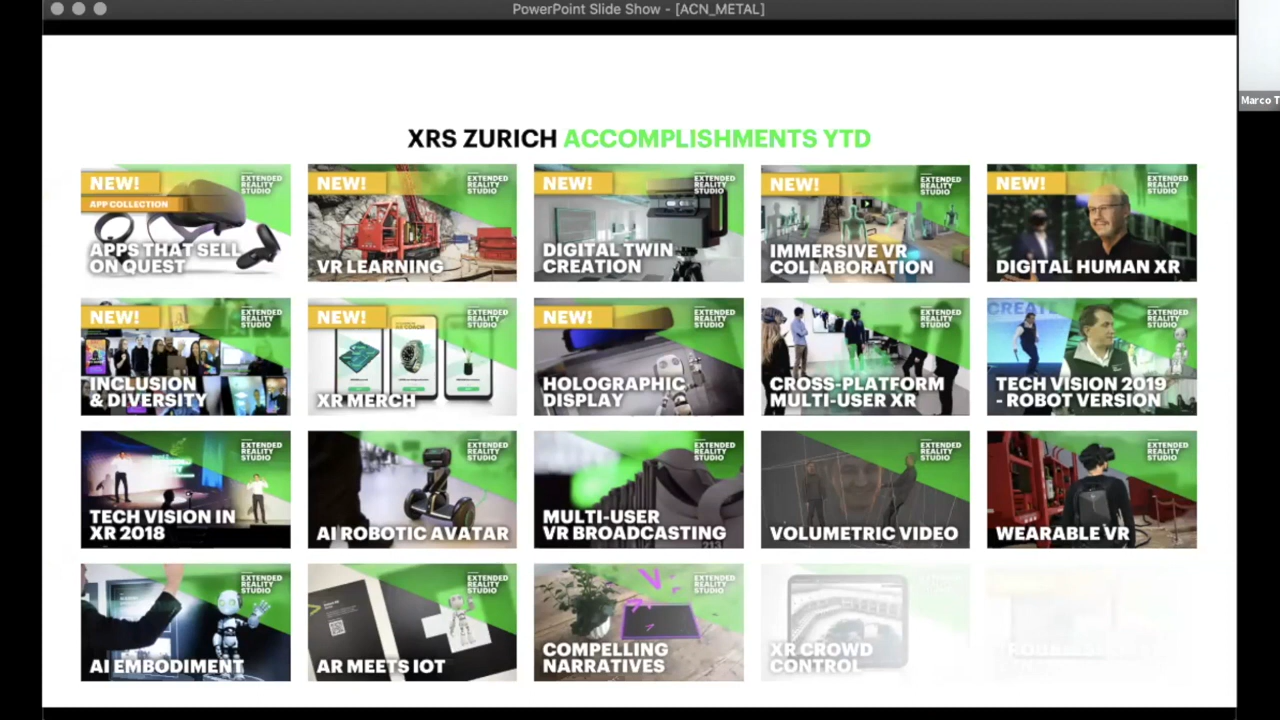 PowerPoint Slide Show - [ACN_METAL]
Marco T
XRS ZURICH ACCOMPLISHMENTS YTD
NEW!
APP COLLECTION
EXTENDED
REALITY
STUDIO
APPS THAT SELL
ON QUEST
NEW!
EXTENDED
REALITY
STUDIO
VR LEARNING
NEW!
EXTENDED
REALITY
STUDIO
DIGITAL TWIN
CREATION
NEW!
EXTENDED
REALITY
STUDIO
IMMERSIVE VR
COLLABORATION
NEW!
EXTENDED
REALITY
STUDIO
DIGITAL HUMAN XR
NEW!
EXTENDED
REALITY
STUDIO
INCLUSION
& DIVERSITY
NEW!
EXTENDED
REALITY
STUDIO
XR MERCH
NEW!
EXTENDED
REALITY
STUDIO
HOLOGRAPHIC
DISPLAY
EXTENDED
REALITY
STUDIO
CROSS-PLATFORM
MULTI-USER XR
CREATE
EXTENDED
REALITY
STUDIO
TECH VISION 2019
- ROBOT VERSION
EXTENDED
REALITY
STUDIO
TECH VISION IN
XR 2018
EXTENDED
REALITY
STUDIO
AI ROBOTIC AVATAR
EXTENDED
REALITY
STUDIO
MULTI-USER
VR BROADCASTING
213
EXTENDED
REALITY
STUDIO
VOLUMETRIC VIDEO
EXTENDED
REALITY
STUDIO
WEARABLE VR
EXTENDED
REALITY
STUDIO
AI EMBODIMENT
EXTENDED
REALITY
STUDIO
AR MEETS IOT
EXTENDED
REALITY
STUDIO
COMPELLING
NARRATIVES
XR CROWD
CONTROL